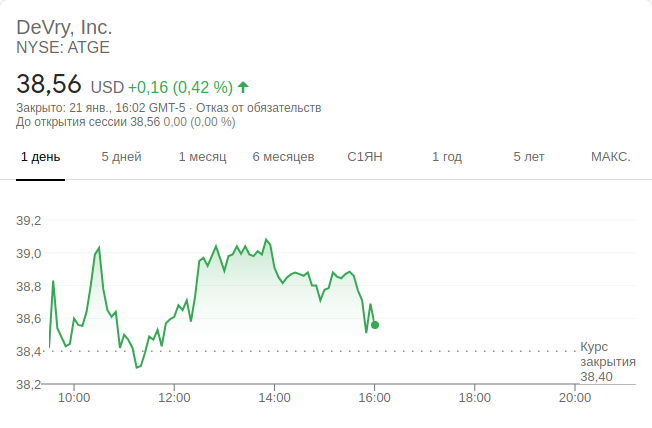 DeVry, Inc.
NYSE: ATGE
38,56 USD +0,16 (0,42 %)
Закрыто: 21 янв., 16:02 GMT-5 · Отказ от обязательств
До открытия сессии 38,56 0,00 (0,00 %)
1 день 5 дней 1 месяц 6 месяцев С1ЯН 1 год 5 лет МАКС.
39,2
39,0
38,8
38,6
38,4
38,2
Курс
закрытия
38,40
10:00 12:00 14:00 16:00 18:00 20:00